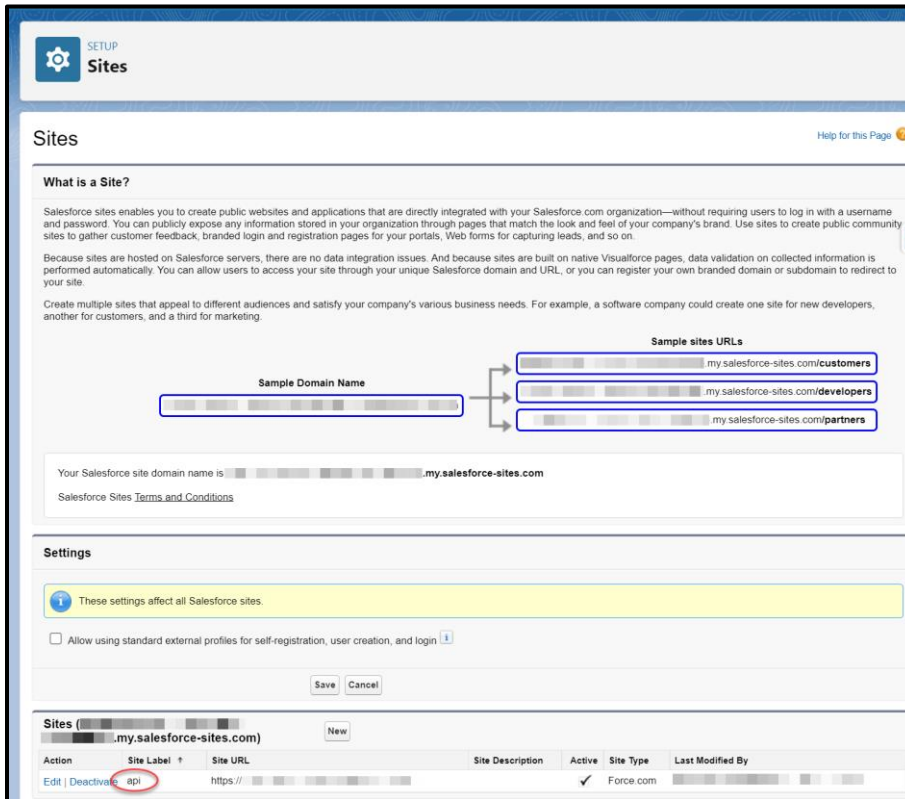 SETUP
Sites
Sites
Help for this Page
What is a Site?
Salesforce sites enables you to create public websites and applications that are directly integrated with your Salesforce.com organization—without requiring users to log in with a username
and password. You can publicly expose any information stored in your organization through pages that match the look and feel of your company's brand. Use sites to create public community
sites to gather customer feedback, branded login and registration pages for your portals, Web forms for capturing leads, and so on.
Because sites are hosted on Salesforce servers, there are no data integration issues. And because sites are built on native Visualforce pages, data validation on collected information is
performed automatically. You can allow users to access your site through your unique Salesforce domain and URL, or you can register your own branded domain or subdomain to redirect to
your site.
Create multiple sites that appeal to different audiences and satisfy your company's various business needs. For example, a software company could create one site for new developers,
another for customers, and a third for marketing.
Sample sites URLs
.my.salesforce-sites.com/customers
Sample Domain Name
.my.salesforce-sites.com/developers
.my.salesforce-sites.com/partners
Your Salesforce site domain name is .my.salesforce-sites.com
Salesforce Sites Terms and Conditions
Settings
These settings affect all Salesforce sites.
Allow using standard external profiles for self-registration, user creation, and login
Save Cancel
Sites (
.my.salesforce-sites.com)
New
Action Site Label ↑ Site URL Site Description Active Site Type Last Modified By
Edit | Deactivate api https:// Force.com